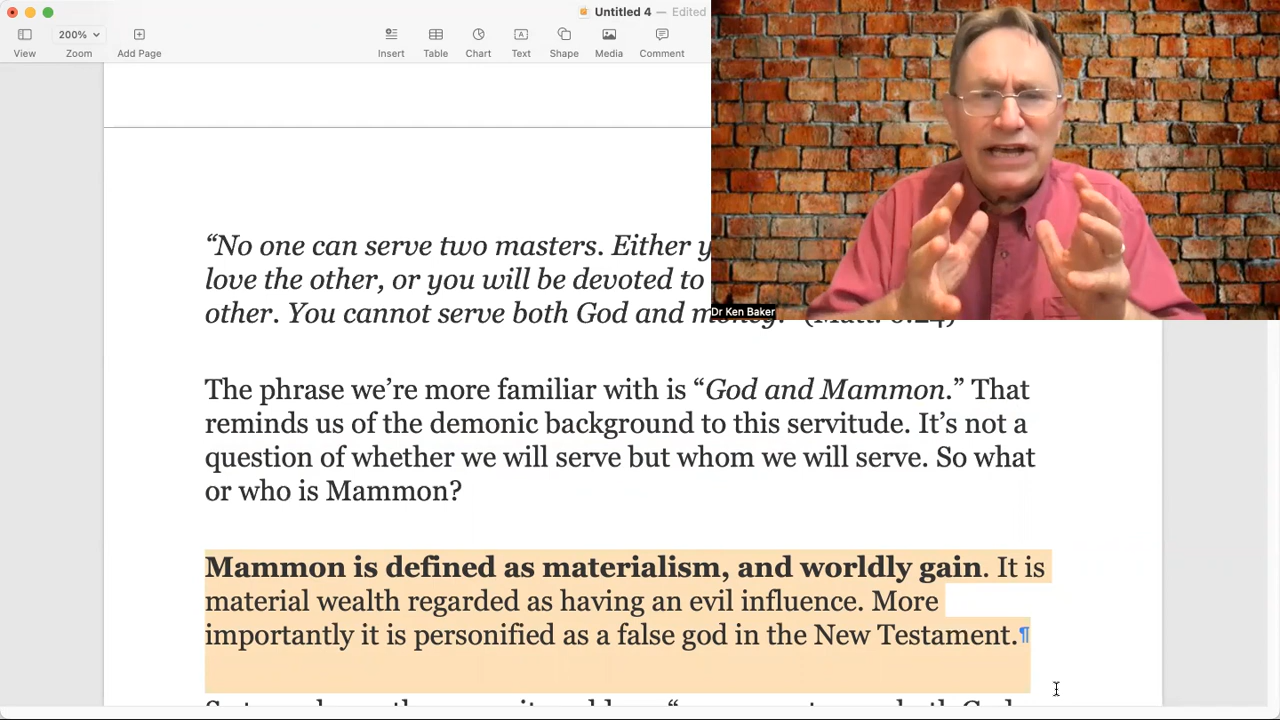 Untitled 4 — Edited
200%
View Zoom Add Page Insert Table Chart Text Shape Media Comment
“No one can serve two masters. Either y
love the other, or you will be devoted to
other. You cannot serve both God and money.” (Matt. 6:24)
Dr Ken Baker
The phrase we’re more familiar with is “God and Mammon.” That
reminds us of the demonic background to this servitude. It’s not a
question of whether we will serve but whom we will serve. So what
or who is Mammon?
Mammon is defined as materialism, and worldly gain. It is
material wealth regarded as having an evil influence. More
importantly it is personified as a false god in the New Testament.¶